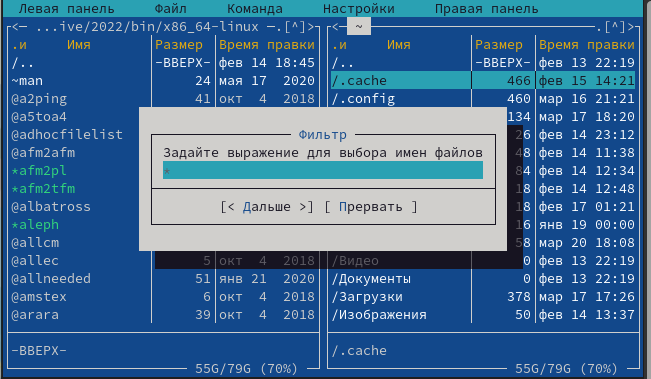 Левая панель Файл Команда Настройки Правая панель
<─ ...ive/2022/bin/x86_64-linux ─.[^]> <─ ~ .[^]>
.и Имя Размер Время правки .и Имя Размер Время правки
/.. -ВВЕРХ- фев 14 18:45 /.. -ВВЕРХ- фев 13 22:19
~man 24 мая 17 2020 /.cache 466 фев 15 14:21
@a2ping 41 окт 4 2018 /.config 460 мар 16 21:21
@a5toa4 134 мар 17 18:20
@adhocfilelist Фильтр 26 фев 14 23:12
@afm2afm Задайте выражение для выбора имен файлов 48 фев 14 11:38
*afm2pl * 84 фев 14 12:34
*afm2tfm 18 фев 14 12:48
@albatross [< Дальше >] [ Прервать ] 18 фев 17 01:21
*aleph 16 янв 19 00:00
@allcm 58 мар 20 18:08
@allec 5 окт 4 2018 /Видео 0 фев 13 22:19
@allneeded 51 янв 21 2020 /Документы 0 фев 13 22:19
@amstex 6 окт 4 2018 /Загрузки 378 мар 17 17:26
@arara 39 окт 4 2018 /Изображения 50 фев 14 13:37
-ВВЕРХ- /.cache
55G/79G (70%) 55G/79G (70%)